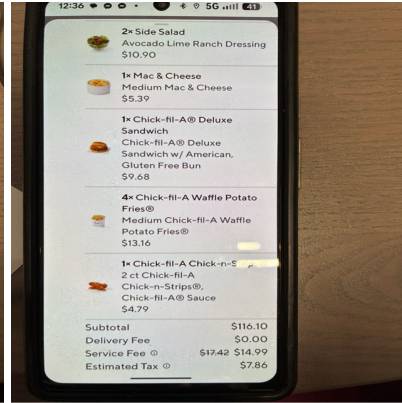 12:36
5G 41
2× Side Salad
Avocado Lime Ranch Dressing
$10.90
1× Mac & Cheese
Medium Mac & Cheese
$5.39
1× Chick-fil-A® Deluxe
Sandwich
Chick-fil-A® Deluxe
Sandwich w/ American,
Gluten Free Bun
$9.68
4× Chick-fil-A Waffle Potato
Fries®
Medium Chick-fil-A Waffle
Potato Fries®
$13.16
1× Chick-fil-A
2 ct Chick-fil-A
Chick-n-Strips®,
Chick-fil-A® Sauce
$4.79
Subtotal $116.10
Delivery Fee $0.00
Service Fee $17.42 $14.99
Estimated Tax $7.86